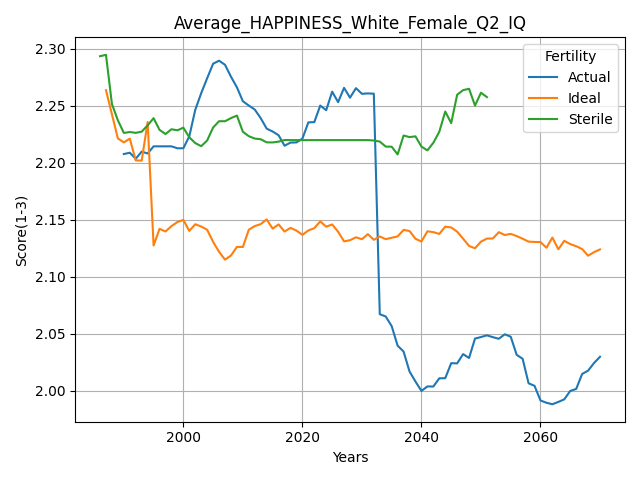 Average_HAPPINESS_White_Female_Q2_IQ
Score(1-3)
2.30
2.25
2.20
2.15
2.10
2.05
2.00
Fertility
Actual
Ideal
Sterile
2000
2020
2040
2060
Years